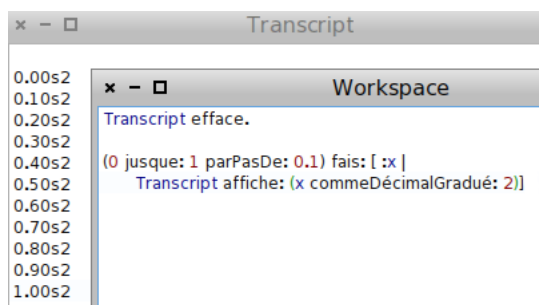 Transcript
0.00s2
0.10s2
0.20s2
0.30s2
0.40s2
0.50s2
0.60s2
0.70s2
0.80s2
0.90s2
1.00s2
Workspace
Transcript efface.
(0 jusque: 1 parPasDe: 0.1) fais: [ :x |
Transcript affiche: (x commeDécimalGradué: 2)]